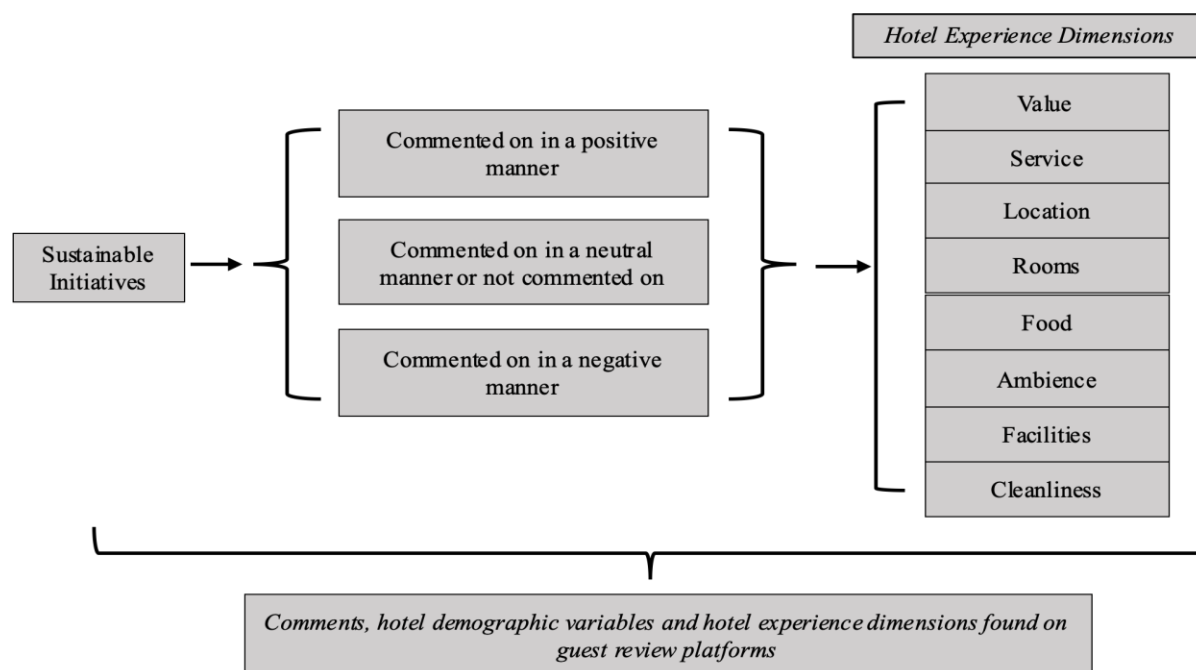 Hotel Experience Dimensions
Sustainable
Initiatives
Commented on in a positive
manner
Commented on in a neutral
manner or not commented on
Commented on in a negative
manner
Value
Service
Location
Rooms
Food
Ambience
Facilities
Cleanliness
Comments, hotel demographic variables and hotel experience dimensions found on
guest review platforms